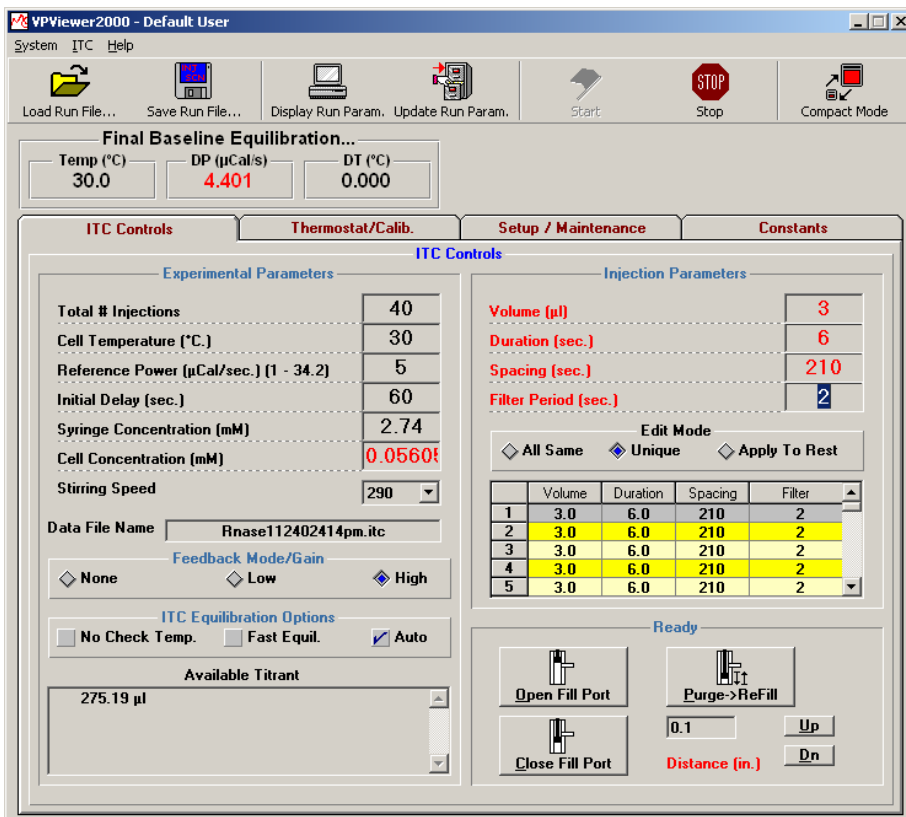 VPViewer2000 - Default User
System ITC Help
INJ SCN
STOP
Load Run File... Save Run File... Display Run Param. Update Run Param. Start Stop Compact Mode
Final Baseline Equilibration...
Temp (°C) DP (µCal/s) DT (°C)
30.0 4.401 0.000
ITC Controls Thermostat/Calib. Setup / Maintenance Constants
ITC Controls
Experimental Parameters
Total # Injections 40
Cell Temperature (°C.) 30
Reference Power (µCal/sec.) (1 - 34.2) 5
Initial Delay (sec.) 60
Syringe Concentration (mM) 2.74
Cell Concentration (mM) 0.05605
Stirring Speed 290
Data File Name Rnase112402414pm.itc
Feedback Mode/Gain
None Low High
ITC Equilibration Options
No Check Temp. Fast Equil. Auto
Available Titrant
275.19 µl
Injection Parameters
Volume (µl) 3
Duration (sec.) 6
Spacing (sec.) 210
Filter Period (sec.) 2
Edit Mode
All Same Unique Apply To Rest
Volume Duration Spacing Filter
1 3.0 6.0 210 2
2 3.0 6.0 210 2
3 3.0 6.0 210 2
4 3.0 6.0 210 2
5 3.0 6.0 210 2
Ready
Open Fill Port Purge->ReFill
0.1 Up
Close Fill Port Distance (in.) Dn